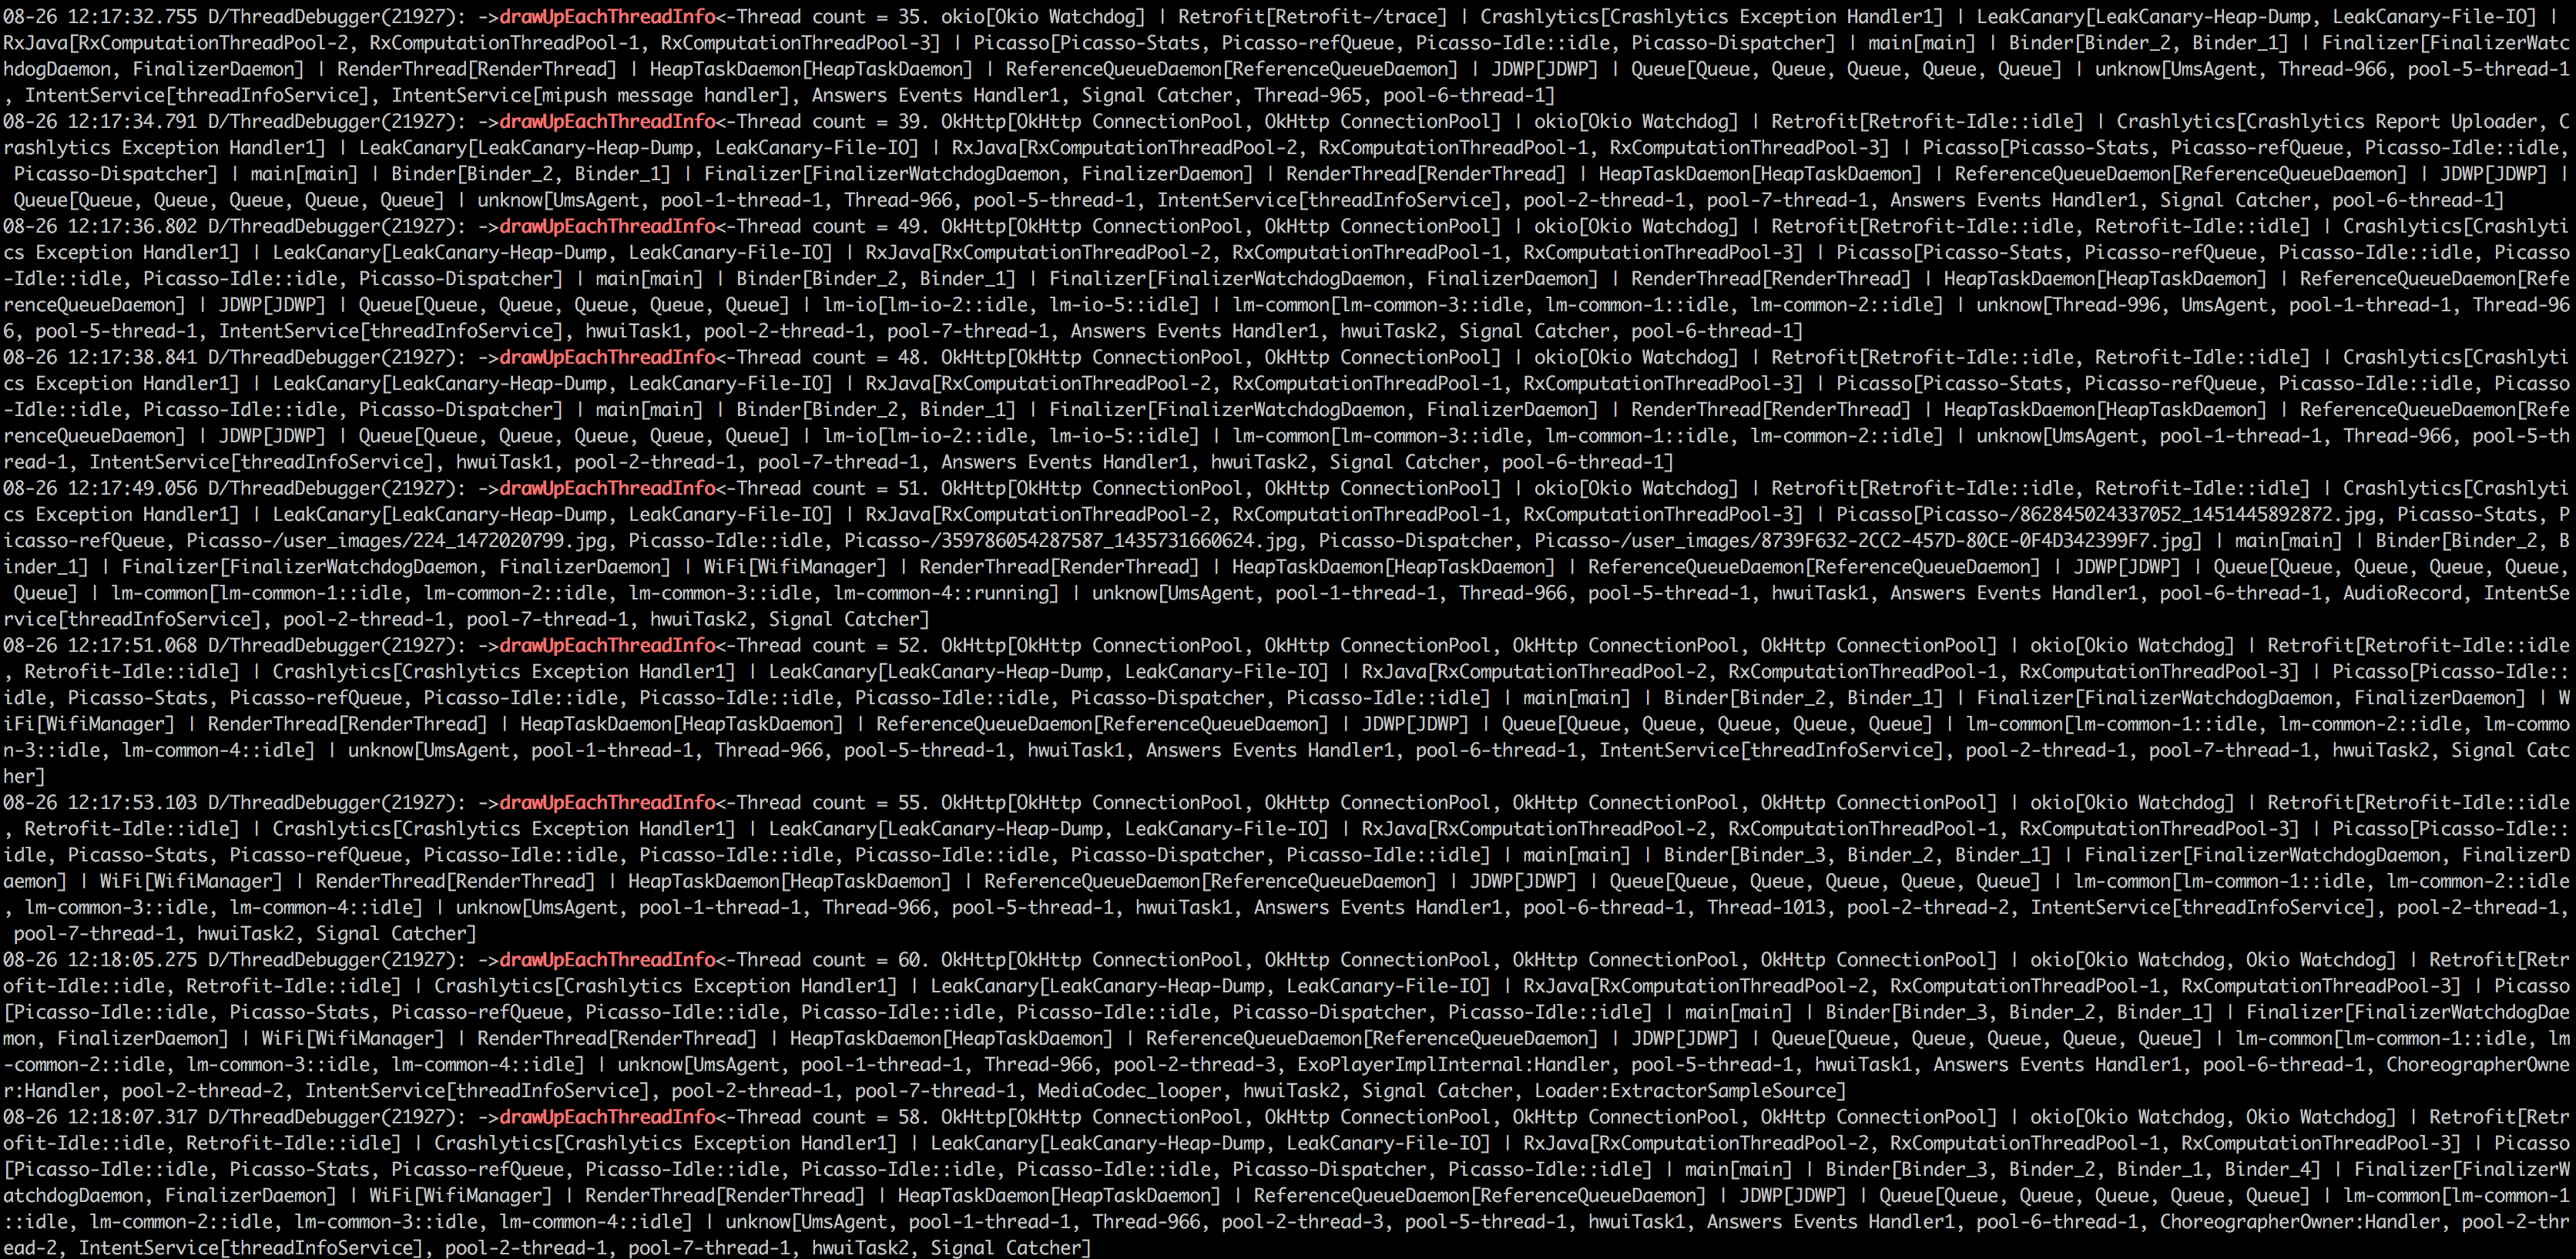 08-26 12:17:32.755 D/ThreadDebugger(21927): ->drawUpEachThreadInfo<-Thread count = 35. okio[Okio Watchdog] | Retrofit[Retrofit-/trace] | Crashlytics[Crashlytics Exception Handler1] | LeakCanary[LeakCanary-Heap-Dump, LeakCanary-File-IO] |
RxJava[RxComputationThreadPool-2, RxComputationThreadPool-1, RxComputationThreadPool-3] | Picasso[Picasso-Stats, Picasso-refQueue, Picasso-Idle::idle, Picasso-Dispatcher] | main[main] | Binder[Binder_2, Binder_1] | Finalizer[FinalizerWatc
hdogDaemon, FinalizerDaemon] | RenderThread[RenderThread] | HeapTaskDaemon[HeapTaskDaemon] | ReferenceQueueDaemon[ReferenceQueueDaemon] | JDWP[JDWP] | Queue[Queue, Queue, Queue, Queue, Queue] | unknow[UmsAgent, Thread-966, pool-5-thread-1
, IntentService[threadInfoService], IntentService[mipush message handler], Answers Events Handler1, Signal Catcher, Thread-965, pool-6-thread-1]
08-26 12:17:34.791 D/ThreadDebugger(21927): ->drawUpEachThreadInfo<-Thread count = 39. OkHttp[OkHttp ConnectionPool, OkHttp ConnectionPool] | okio[Okio Watchdog] | Retrofit[Retrofit-Idle::idle] | Crashlytics[Crashlytics Report Uploader, C
rashlytics Exception Handler1] | LeakCanary[LeakCanary-Heap-Dump, LeakCanary-File-IO] | RxJava[RxComputationThreadPool-2, RxComputationThreadPool-1, RxComputationThreadPool-3] | Picasso[Picasso-Stats, Picasso-refQueue, Picasso-Idle::idle,
Picasso-Dispatcher] | main[main] | Binder[Binder_2, Binder_1] | Finalizer[FinalizerWatchdogDaemon, FinalizerDaemon] | RenderThread[RenderThread] | HeapTaskDaemon[HeapTaskDaemon] | ReferenceQueueDaemon[ReferenceQueueDaemon] | JDWP[JDWP] |
Queue[Queue, Queue, Queue, Queue, Queue] | unknow[UmsAgent, pool-1-thread-1, Thread-966, pool-5-thread-1, IntentService[threadInfoService], pool-2-thread-1, pool-7-thread-1, Answers Events Handler1, Signal Catcher, pool-6-thread-1]
08-26 12:17:36.802 D/ThreadDebugger(21927): ->drawUpEachThreadInfo<-Thread count = 49. OkHttp[OkHttp ConnectionPool, OkHttp ConnectionPool] | okio[Okio Watchdog] | Retrofit[Retrofit-Idle::idle, Retrofit-Idle::idle] | Crashlytics[Crashlyti
cs Exception Handler1] | LeakCanary[LeakCanary-Heap-Dump, LeakCanary-File-IO] | RxJava[RxComputationThreadPool-2, RxComputationThreadPool-1, RxComputationThreadPool-3] | Picasso[Picasso-Stats, Picasso-refQueue, Picasso-Idle::idle, Picasso
-Idle::idle, Picasso-Idle::idle, Picasso-Dispatcher] | main[main] | Binder[Binder_2, Binder_1] | Finalizer[FinalizerWatchdogDaemon, FinalizerDaemon] | RenderThread[RenderThread] | HeapTaskDaemon[HeapTaskDaemon] | ReferenceQueueDaemon[Refe
renceQueueDaemon] | JDWP[JDWP] | Queue[Queue, Queue, Queue, Queue, Queue] | lm-io[lm-io-2::idle, lm-io-5::idle] | lm-common[lm-common-3::idle, lm-common-1::idle, lm-common-2::idle] | unknow[Thread-996, UmsAgent, pool-1-thread-1, Thread-96
6, pool-5-thread-1, IntentService[threadInfoService], hwuiTask1, pool-2-thread-1, pool-7-thread-1, Answers Events Handler1, hwuiTask2, Signal Catcher, pool-6-thread-1]
08-26 12:17:38.841 D/ThreadDebugger(21927): ->drawUpEachThreadInfo<-Thread count = 48. OkHttp[OkHttp ConnectionPool, OkHttp ConnectionPool] | okio[Okio Watchdog] | Retrofit[Retrofit-Idle::idle, Retrofit-Idle::idle] | Crashlytics[Crashlyti
cs Exception Handler1] | LeakCanary[LeakCanary-Heap-Dump, LeakCanary-File-IO] | RxJava[RxComputationThreadPool-2, RxComputationThreadPool-1, RxComputationThreadPool-3] | Picasso[Picasso-Stats, Picasso-refQueue, Picasso-Idle::idle, Picasso
-Idle::idle, Picasso-Idle::idle, Picasso-Dispatcher] | main[main] | Binder[Binder_2, Binder_1] | Finalizer[FinalizerWatchdogDaemon, FinalizerDaemon] | RenderThread[RenderThread] | HeapTaskDaemon[HeapTaskDaemon] | ReferenceQueueDaemon[Refe
renceQueueDaemon] | JDWP[JDWP] | Queue[Queue, Queue, Queue, Queue, Queue] | lm-io[lm-io-2::idle, lm-io-5::idle] | lm-common[lm-common-3::idle, lm-common-1::idle, lm-common-2::idle] | unknow[UmsAgent, pool-1-thread-1, Thread-966, pool-5-th
read-1, IntentService[threadInfoService], hwuiTask1, pool-2-thread-1, pool-7-thread-1, Answers Events Handler1, hwuiTask2, Signal Catcher, pool-6-thread-1]
08-26 12:17:49.056 D/ThreadDebugger(21927): ->drawUpEachThreadInfo<-Thread count = 51. OkHttp[OkHttp ConnectionPool, OkHttp ConnectionPool] | okio[Okio Watchdog] | Retrofit[Retrofit-Idle::idle, Retrofit-Idle::idle] | Crashlytics[Crashlyti
cs Exception Handler1] | LeakCanary[LeakCanary-Heap-Dump, LeakCanary-File-IO] | RxJava[RxComputationThreadPool-2, RxComputationThreadPool-1, RxComputationThreadPool-3] | Picasso[Picasso-/862845024337052_1451445892872.jpg, Picasso-Stats, P
icasso-refQueue, Picasso-/user_images/224_1472020799.jpg, Picasso-Idle::idle, Picasso-/359786054287587_1435731660624.jpg, Picasso-Dispatcher, Picasso-/user_images/8739F632-2CC2-457D-80CE-0F4D342399F7.jpg] | main[main] | Binder[Binder_2, B
inder_1] | Finalizer[FinalizerWatchdogDaemon, FinalizerDaemon] | WiFi[WifiManager] | RenderThread[RenderThread] | HeapTaskDaemon[HeapTaskDaemon] | ReferenceQueueDaemon[ReferenceQueueDaemon] | JDWP[JDWP] | Queue[Queue, Queue, Queue, Queue,
Queue] | lm-common[lm-common-1::idle, lm-common-2::idle, lm-common-3::idle, lm-common-4::running] | unknow[UmsAgent, pool-1-thread-1, Thread-966, pool-5-thread-1, hwuiTask1, Answers Events Handler1, pool-6-thread-1, AudioRecord, IntentSe
rvice[threadInfoService], pool-2-thread-1, pool-7-thread-1, hwuiTask2, Signal Catcher]
08-26 12:17:51.068 D/ThreadDebugger(21927): ->drawUpEachThreadInfo<-Thread count = 52. OkHttp[OkHttp ConnectionPool, OkHttp ConnectionPool, OkHttp ConnectionPool, OkHttp ConnectionPool] | okio[Okio Watchdog] | Retrofit[Retrofit-Idle::idle
, Retrofit-Idle::idle] | Crashlytics[Crashlytics Exception Handler1] | LeakCanary[LeakCanary-Heap-Dump, LeakCanary-File-IO] | RxJava[RxComputationThreadPool-2, RxComputationThreadPool-1, RxComputationThreadPool-3] | Picasso[Picasso-Idle::
idle, Picasso-Stats, Picasso-refQueue, Picasso-Idle::idle, Picasso-Idle::idle, Picasso-Idle::idle, Picasso-Dispatcher, Picasso-Idle::idle] | main[main] | Binder[Binder_2, Binder_1] | Finalizer[FinalizerWatchdogDaemon, FinalizerDaemon] | W
iFi[WifiManager] | RenderThread[RenderThread] | HeapTaskDaemon[HeapTaskDaemon] | ReferenceQueueDaemon[ReferenceQueueDaemon] | JDWP[JDWP] | Queue[Queue, Queue, Queue, Queue, Queue] | lm-common[lm-common-1::idle, lm-common-2::idle, lm-commo
n-3::idle, lm-common-4::idle] | unknow[UmsAgent, pool-1-thread-1, Thread-966, pool-5-thread-1, hwuiTask1, Answers Events Handler1, pool-6-thread-1, IntentService[threadInfoService], pool-2-thread-1, pool-7-thread-1, hwuiTask2, Signal Catc
her]
08-26 12:17:53.103 D/ThreadDebugger(21927): ->drawUpEachThreadInfo<-Thread count = 55. OkHttp[OkHttp ConnectionPool, OkHttp ConnectionPool, OkHttp ConnectionPool, OkHttp ConnectionPool] | okio[Okio Watchdog] | Retrofit[Retrofit-Idle::idle
, Retrofit-Idle::idle] | Crashlytics[Crashlytics Exception Handler1] | LeakCanary[LeakCanary-Heap-Dump, LeakCanary-File-IO] | RxJava[RxComputationThreadPool-2, RxComputationThreadPool-1, RxComputationThreadPool-3] | Picasso[Picasso-Idle::
idle, Picasso-Stats, Picasso-refQueue, Picasso-Idle::idle, Picasso-Idle::idle, Picasso-Idle::idle, Picasso-Dispatcher, Picasso-Idle::idle] | main[main] | Binder[Binder_3, Binder_2, Binder_1] | Finalizer[FinalizerWatchdogDaemon, FinalizerD
aemon] | WiFi[WifiManager] | RenderThread[RenderThread] | HeapTaskDaemon[HeapTaskDaemon] | ReferenceQueueDaemon[ReferenceQueueDaemon] | JDWP[JDWP] | Queue[Queue, Queue, Queue, Queue, Queue] | lm-common[lm-common-1::idle, lm-common-2::idle
, lm-common-3::idle, lm-common-4::idle] | unknow[UmsAgent, pool-1-thread-1, Thread-966, pool-5-thread-1, hwuiTask1, Answers Events Handler1, pool-6-thread-1, Thread-1013, pool-2-thread-2, IntentService[threadInfoService], pool-2-thread-1,
pool-7-thread-1, hwuiTask2, Signal Catcher]
08-26 12:18:05.275 D/ThreadDebugger(21927): ->drawUpEachThreadInfo<-Thread count = 60. OkHttp[OkHttp ConnectionPool, OkHttp ConnectionPool, OkHttp ConnectionPool, OkHttp ConnectionPool] | okio[Okio Watchdog, Okio Watchdog] | Retrofit[Retr
ofit-Idle::idle, Retrofit-Idle::idle] | Crashlytics[Crashlytics Exception Handler1] | LeakCanary[LeakCanary-Heap-Dump, LeakCanary-File-IO] | RxJava[RxComputationThreadPool-2, RxComputationThreadPool-1, RxComputationThreadPool-3] | Picasso
[Picasso-Idle::idle, Picasso-Stats, Picasso-refQueue, Picasso-Idle::idle, Picasso-Idle::idle, Picasso-Idle::idle, Picasso-Dispatcher, Picasso-Idle::idle] | main[main] | Binder[Binder_3, Binder_2, Binder_1] | Finalizer[FinalizerWatchdogDae
mon, FinalizerDaemon] | WiFi[WifiManager] | RenderThread[RenderThread] | HeapTaskDaemon[HeapTaskDaemon] | ReferenceQueueDaemon[ReferenceQueueDaemon] | JDWP[JDWP] | Queue[Queue, Queue, Queue, Queue, Queue] | lm-common[lm-common-1::idle, lm
-common-2::idle, lm-common-3::idle, lm-common-4::idle] | unknow[UmsAgent, pool-1-thread-1, Thread-966, pool-2-thread-3, ExoPlayerImplInternal:Handler, pool-5-thread-1, hwuiTask1, Answers Events Handler1, pool-6-thread-1, ChoreographerOwne
r:Handler, pool-2-thread-2, IntentService[threadInfoService], pool-2-thread-1, pool-7-thread-1, MediaCodec_looper, hwuiTask2, Signal Catcher, Loader:ExtractorSampleSource]
08-26 12:18:07.317 D/ThreadDebugger(21927): ->drawUpEachThreadInfo<-Thread count = 58. OkHttp[OkHttp ConnectionPool, OkHttp ConnectionPool, OkHttp ConnectionPool, OkHttp ConnectionPool] | okio[Okio Watchdog, Okio Watchdog] | Retrofit[Retr
ofit-Idle::idle, Retrofit-Idle::idle] | Crashlytics[Crashlytics Exception Handler1] | LeakCanary[LeakCanary-Heap-Dump, LeakCanary-File-IO] | RxJava[RxComputationThreadPool-2, RxComputationThreadPool-1, RxComputationThreadPool-3] | Picasso
[Picasso-Idle::idle, Picasso-Stats, Picasso-refQueue, Picasso-Idle::idle, Picasso-Idle::idle, Picasso-Idle::idle, Picasso-Dispatcher, Picasso-Idle::idle] | main[main] | Binder[Binder_3, Binder_2, Binder_1, Binder_4] | Finalizer[FinalizerW
atchdogDaemon, FinalizerDaemon] | WiFi[WifiManager] | RenderThread[RenderThread] | HeapTaskDaemon[HeapTaskDaemon] | ReferenceQueueDaemon[ReferenceQueueDaemon] | JDWP[JDWP] | Queue[Queue, Queue, Queue, Queue, Queue] | lm-common[lm-common-1
::idle, lm-common-2::idle, lm-common-3::idle, lm-common-4::idle] | unknow[UmsAgent, pool-1-thread-1, Thread-966, pool-2-thread-3, pool-5-thread-1, hwuiTask1, Answers Events Handler1, pool-6-thread-1, ChoreographerOwner:Handler, pool-2-thr
ead-2, IntentService[threadInfoService], pool-2-thread-1, pool-7-thread-1, hwuiTask2, Signal Catcher]